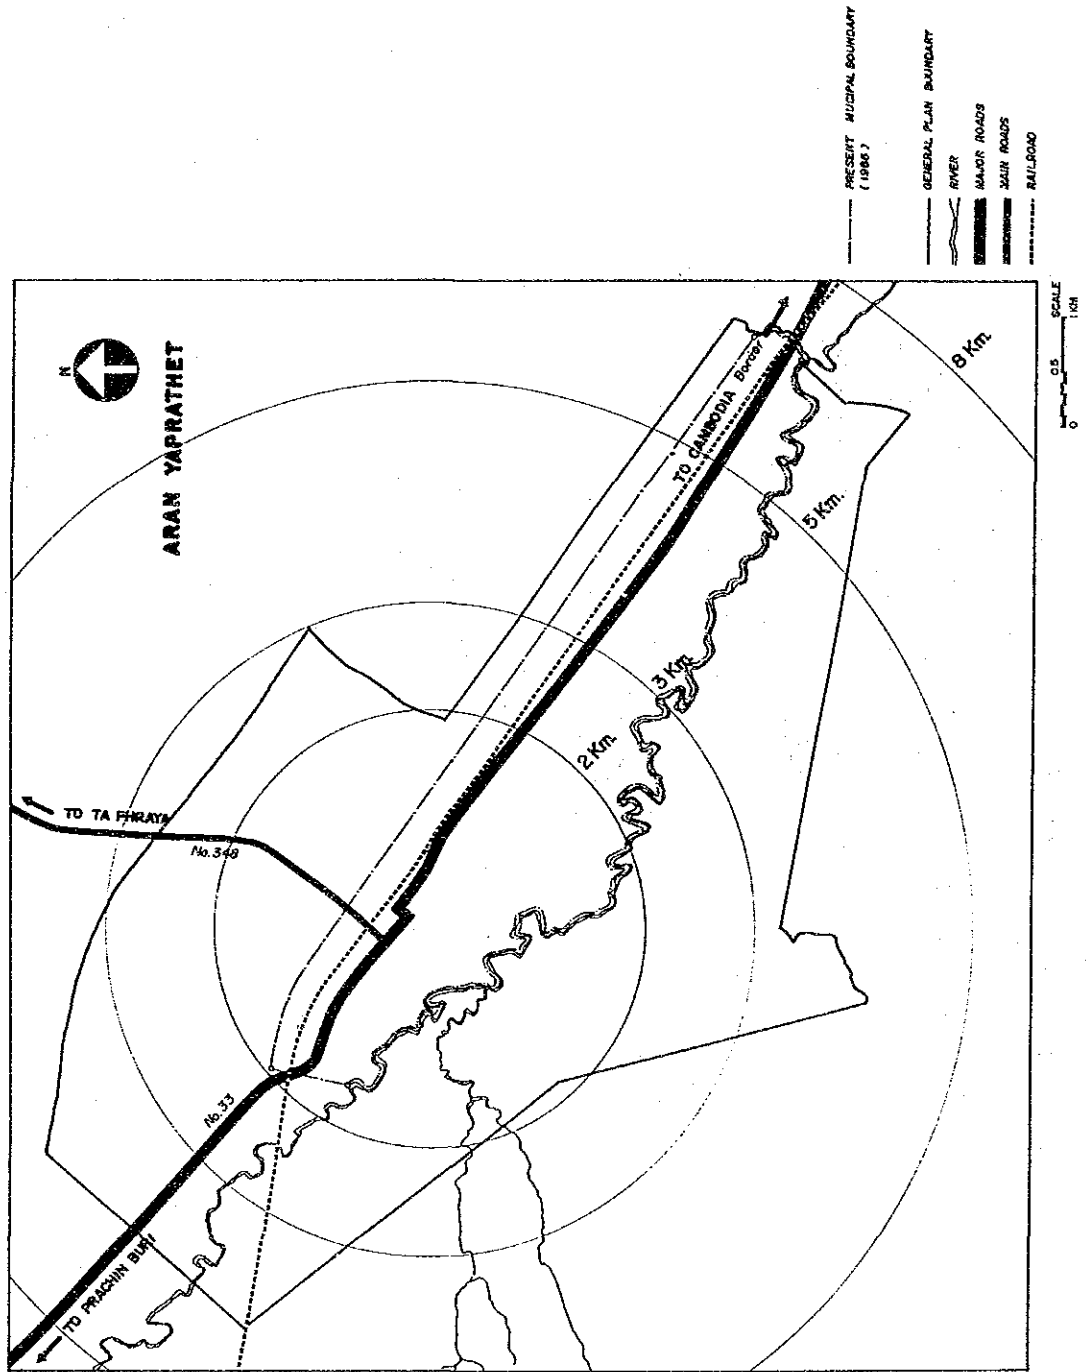 N
ARAN YAPRATHET
TO TA PHRAYA
No.348
No.33
TO PRACHIN BURI
TO CAMBODIA Border
2 Km.
3 Km.
5 Km.
8 Km.
PRESENT MUCIPAL BOUNDARY
(1986)
GENERAL PLAN BOUNDARY
RIVER
MAJOR ROADS
MAIN ROADS
RAILROAD
SCALE
0 0.5 1 KM